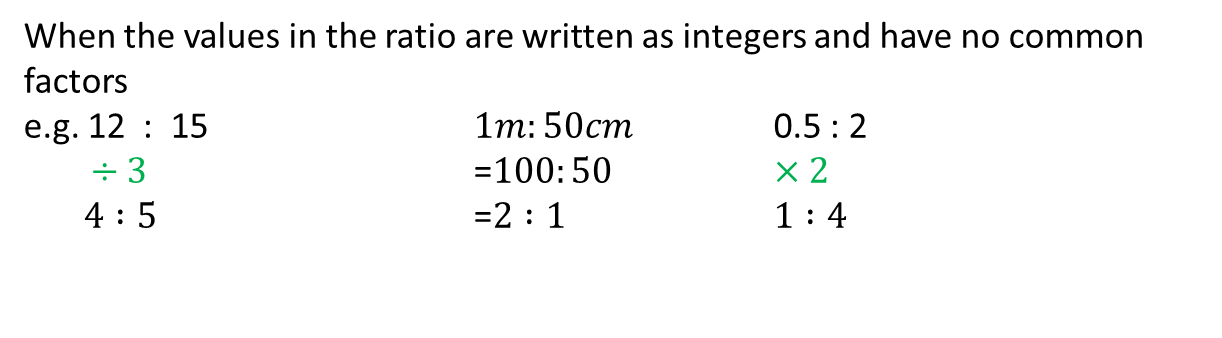 When the values in the ratio are written as integers and have no common
factors
e.g. 12 : 15 1m: 50cm 0.5 : 2
÷ 3 =100: 50 × 2
4 : 5 =2 : 1 1 : 4